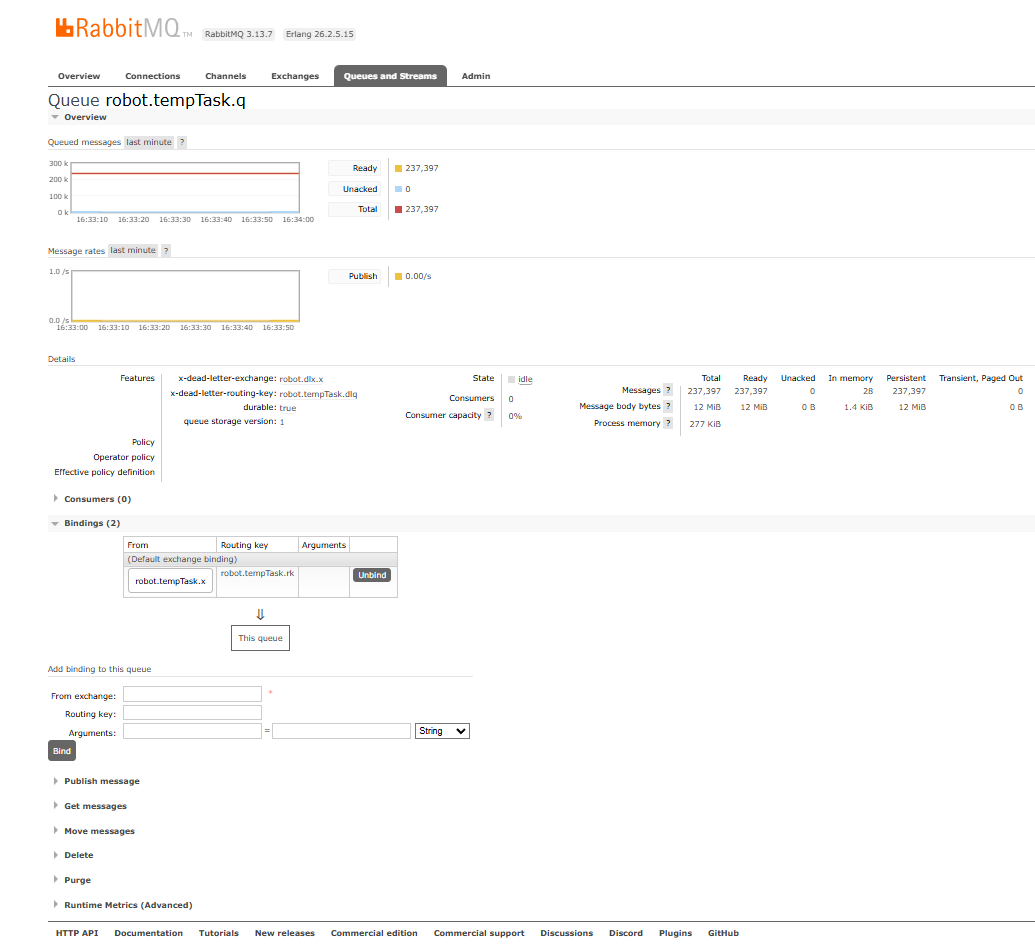 RabbitMQ TM RabbitMQ 3.13.7 Erlang 26.2.5.15
Overview Connections Channels Exchanges Queues and Streams Admin
Queue robot.tempTask.q
Overview
Queued messages last minute ?
300 k
200 k
100 k
0 k
16:33:10 16:33:20 16:33:30 16:33:40 16:33:50 16:34:00
Ready 237,397
Unacked 0
Total 237,397
Message rates last minute ?
1.0 /s
0.0 /s
16:33:00 16:33:10 16:33:20 16:33:30 16:33:40 16:33:50
Publish 0.00/s
Details
Features x-dead-letter-exchange: robot.dlx.x
x-dead-letter-routing-key: robot.tempTask.dlq
durable: true
queue storage version: 1
Policy
Operator policy
Effective policy definition
State idle
Consumers 0
Consumer capacity ? 0%
Total Ready Unacked In memory Persistent Transient, Paged Out
Messages ? 237,397 237,397 0 28 237,397 0
Message body bytes ? 12 MiB 12 MiB 0 B 1.4 KiB 12 MiB 0 B
Process memory ? 277 KiB
Consumers (0)
Bindings (2)
From Routing key Arguments
(Default exchange binding)
robot.tempTask.x robot.tempTask.rk Unbind
⇓
This queue
Add binding to this queue
From exchange: *
Routing key:
Arguments: = String
Bind
Publish message
Get messages
Move messages
Delete
Purge
Runtime Metrics (Advanced)
HTTP API Documentation Tutorials New releases Commercial edition Commercial support Discussions Discord Plugins GitHub